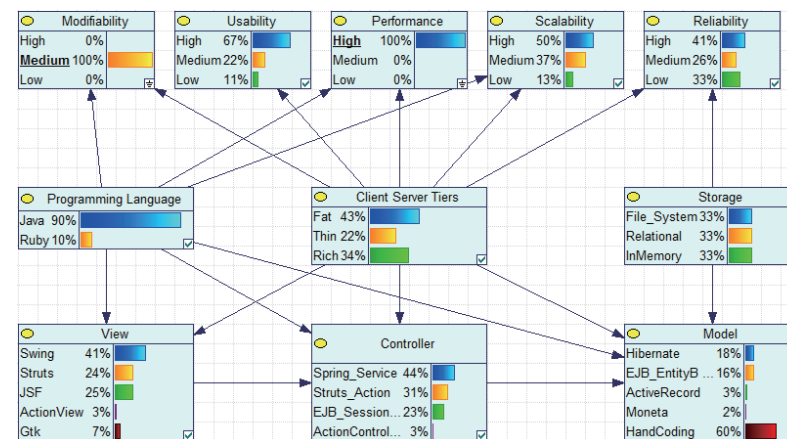 Modifiability
High 0%
Medium 100%
Low 0%
Usability
High 67%
Medium 22%
Low 11%
Performance
High 100%
Medium 0%
Low 0%
Scalability
High 50%
Medium 37%
Low 13%
Reliability
High 41%
Medium 26%
Low 33%
Programming Language
Java 90%
Ruby 10%
Client Server Tiers
Fat 43%
Thin 22%
Rich 34%
Storage
File_System 33%
Relational 33%
InMemory 33%
View
Swing 41%
Struts 24%
JSF 25%
ActionView 3%
Gtk 7%
Controller
Spring_Service 44%
Struts_Action 31%
EJB_Session... 23%
ActionControl... 3%
Model
Hibernate 18%
EJB_EntityB ... 16%
ActiveRecord 3%
Moneta 2%
HandCoding 60%